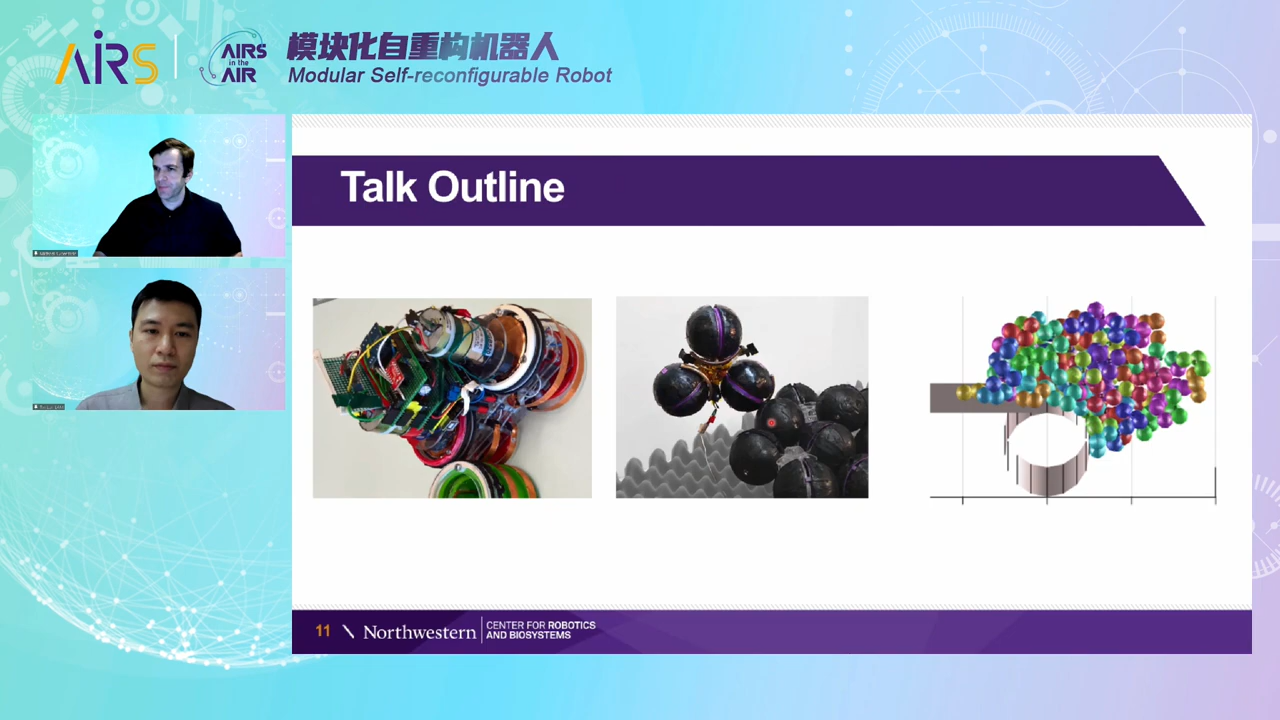 AIRS
AIRS
in the
AIR
模块化自重构机器人
Modular Self-reconfigurable Robot
Talk Outline
11
Northwestern
CENTER FOR ROBOTICS
AND BIOSYSTEMS